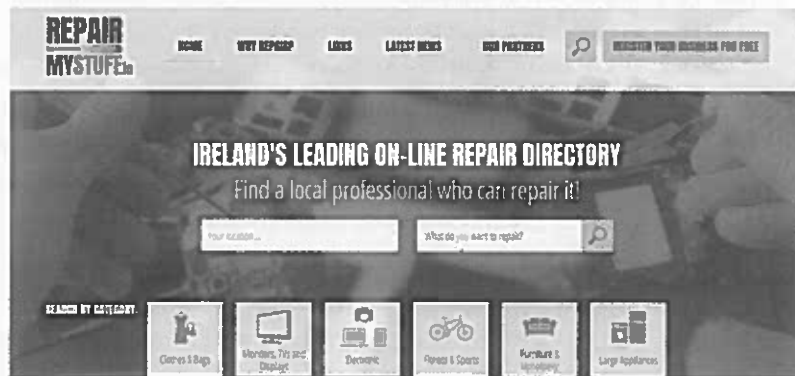 REPAIR
MYSTUFF.ie
HOME WHY REPAIR? LINKS LATEST NEWS OUR PARTNERS REGISTER YOUR BUSINESS FOR FREE
IRELAND'S LEADING ON-LINE REPAIR DIRECTORY
Find a local professional who can repair it!
Your location... What do you want to repair?
SEARCH BY CATEGORY:
Clothes & Bags Monitors, TVs and Displays Electronic Fitness & Sports Furniture & Large Appliances